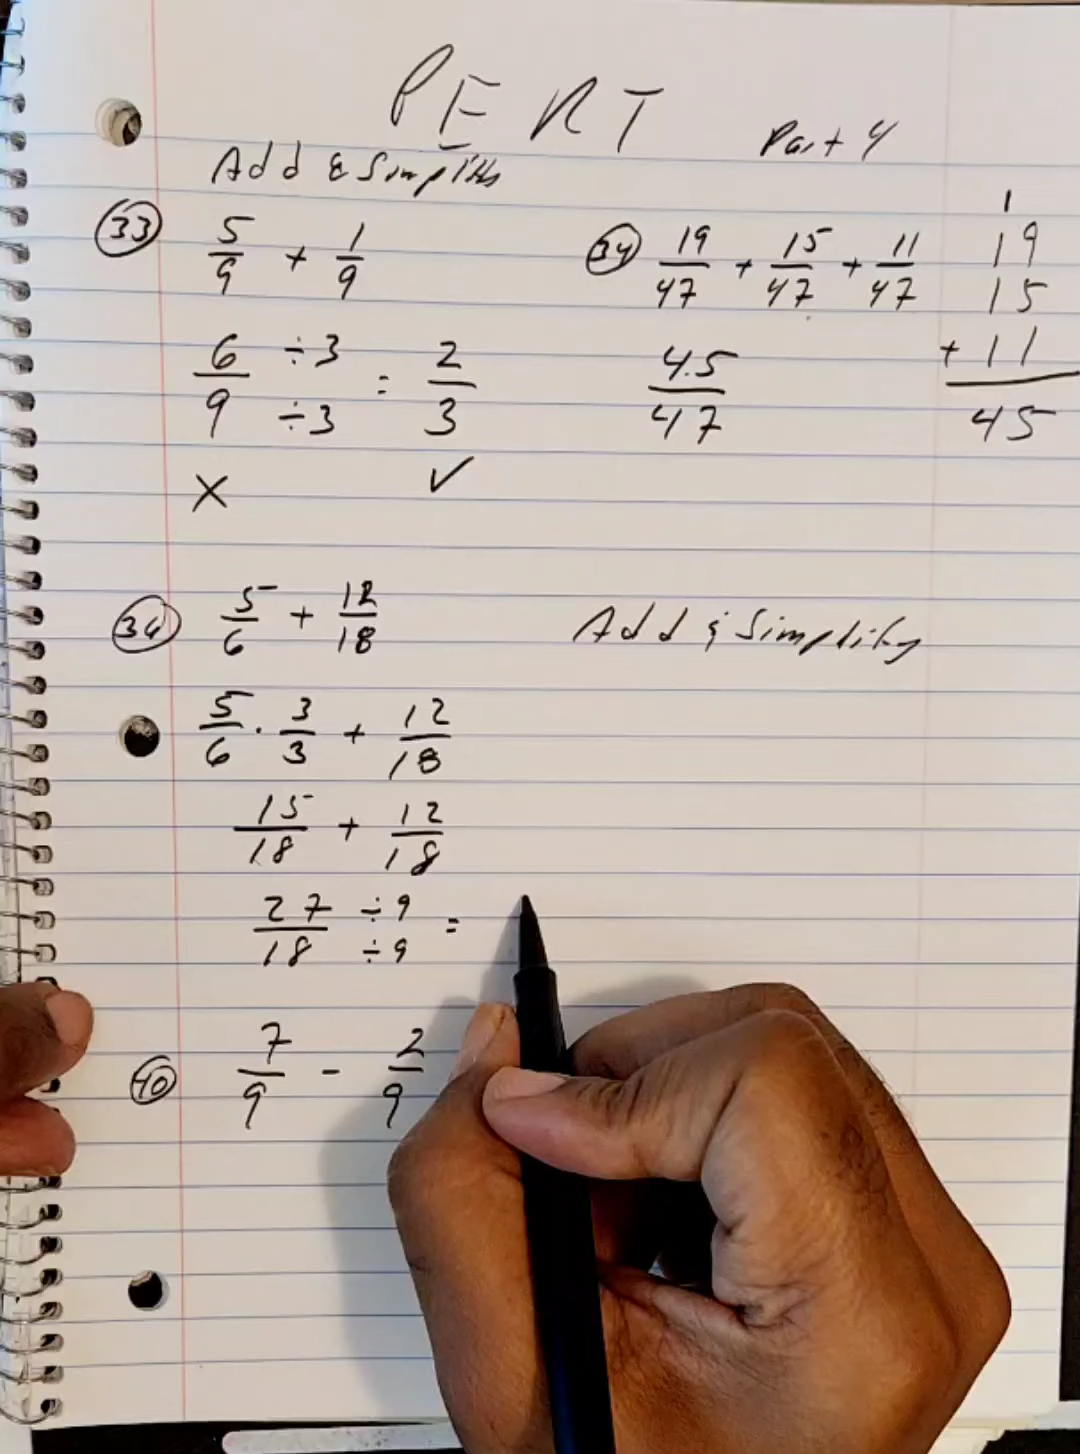 PERT
Part 4
Add & Simplify
33 5/9 + 1/9
6/9 ÷3/÷3 = 2/3
X ✓
34 19/47 + 15/47 + 11/47
45/47
1
19
15
+ 11
45
36 5/6 + 12/18
Add & Simplify
5/6 · 3/3 + 12/18
15/18 + 12/18
27/18 ÷9/÷9 =
40 7/9 - 2/9